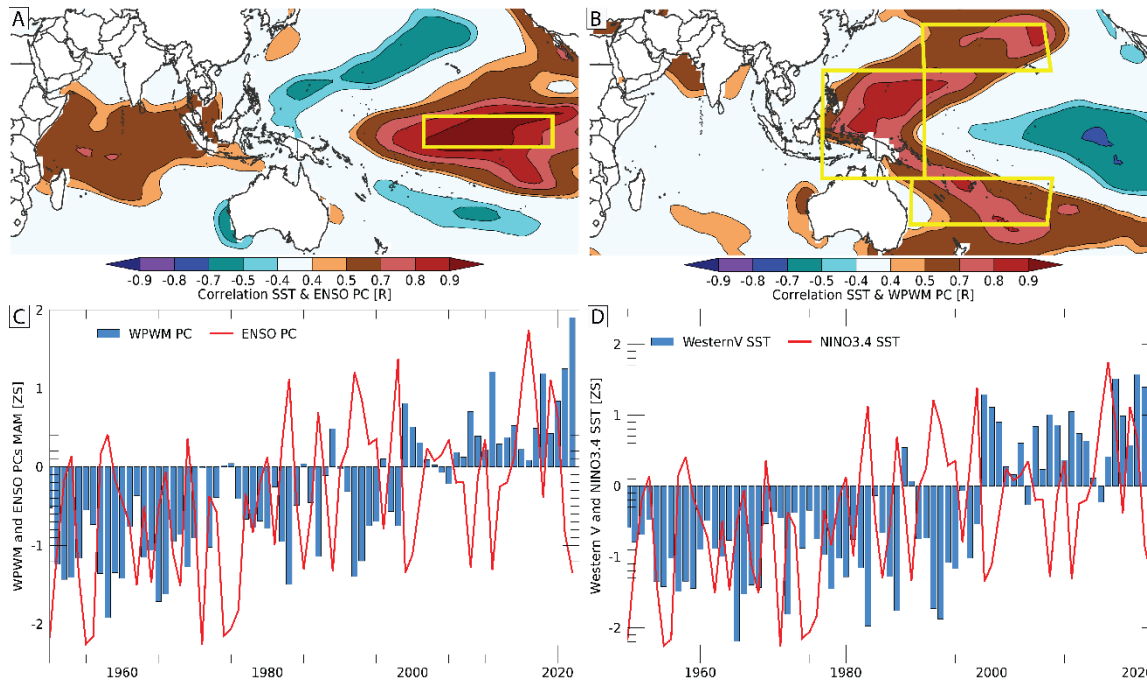 A
B
-0.9 -0.7 -0.5 -0.4 0.4 0.5 0.7 0.8 0.9
Correlation SST & ENSO PC [R]
-0.9 -0.8 -0.7 -0.5 0.4 0.5 0.7 0.8 0.9
Correlation SST & WPWM PC [R]
C
WPWM PC
ENSO PC
WPWM and ENSO PCs MAM [ZS]
2
1
0
-1
-2
1960 1980 2000 2020
D
WesternV SST
NINO3.4 SST
Western V and NINO3.4 SST [ZS]
2
1
0
-1
-2
1960 1980 2000 2020